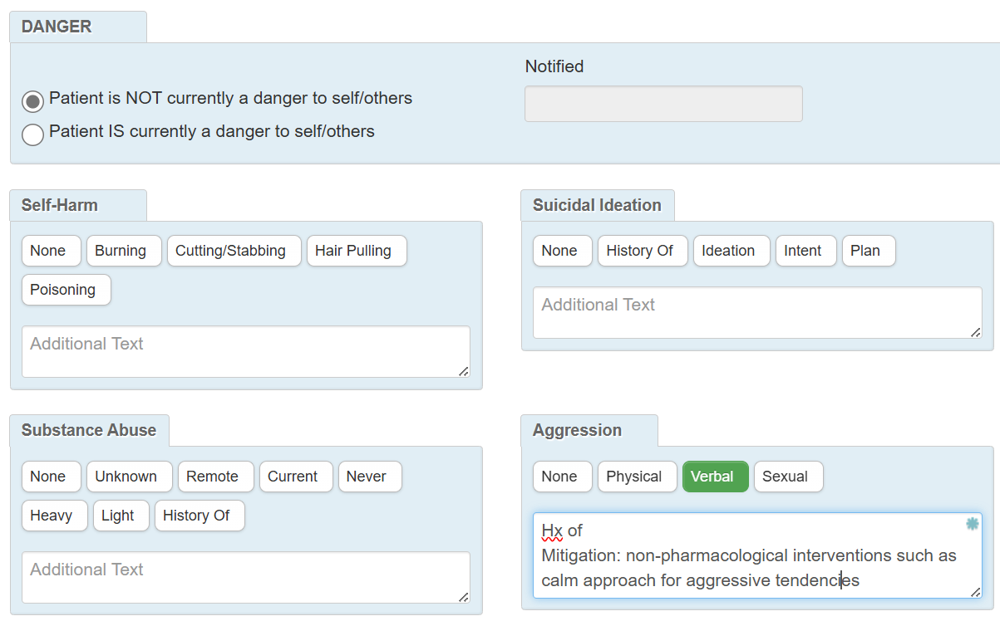 DANGER
Notified
Patient is NOT currently a danger to self/others
Patient IS currently a danger to self/others
Self-Harm
None Burning Cutting/Stabbing Hair Pulling
Poisoning
Additional Text
Suicidal Ideation
None History Of Ideation Intent Plan
Additional Text
Substance Abuse
None Unknown Remote Current Never
Heavy Light History Of
Additional Text
Aggression
None Physical Verbal Sexual
Hx of
Mitigation: non-pharmacological interventions such as
calm approach for aggressive tendencies